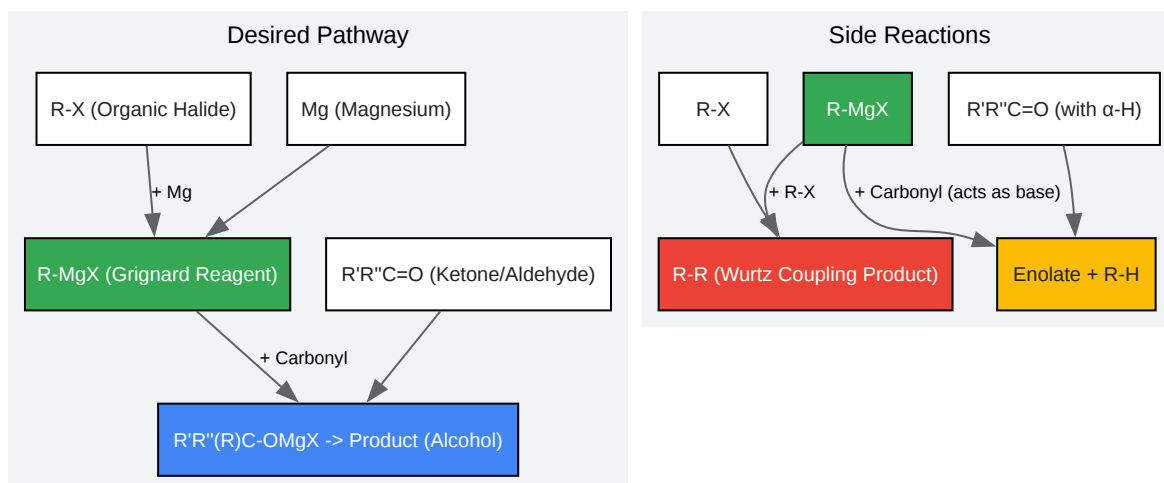 Desired Pathway
R-X (Organic Halide)
Mg (Magnesium)
+ Mg
R-MgX (Grignard Reagent)
R'R"C=O (Ketone/Aldehyde)
+ Carbonyl
R'R"(R)C-OMgX -> Product (Alcohol)
Side Reactions
R-X
R-MgX
R'R"C=O (with α-H)
+ R-X
+ Carbonyl (acts as base)
R-R (Wurtz Coupling Product)
Enolate + R-H